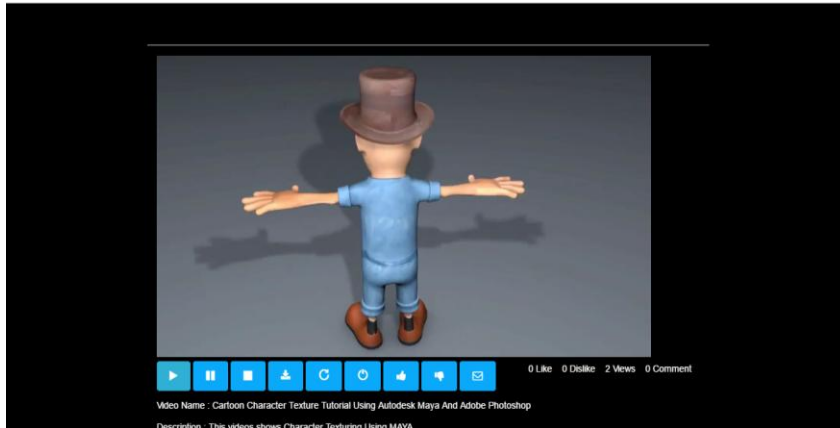 0 Like 0 Dislike 2 Views 0 Comment
Video Name : Cartoon Character Texture Tutorial Using Autodesk Maya And Adobe Photoshop
Description : This videos shows Character Texturing Using MAYA